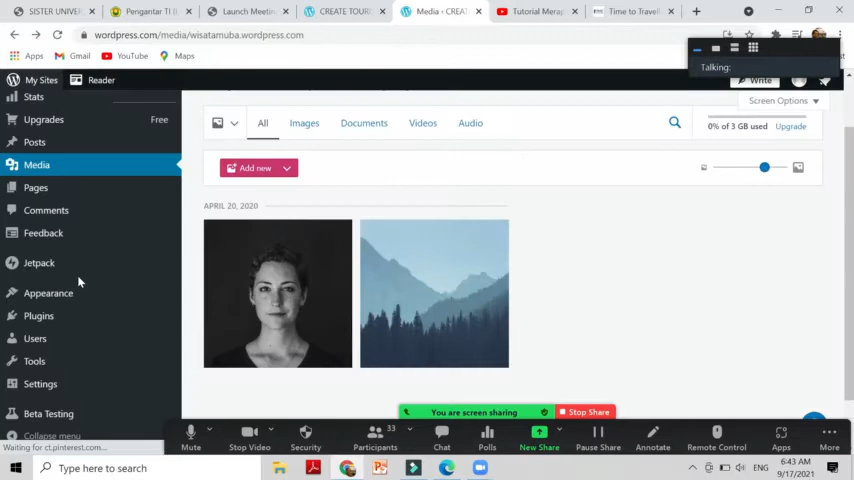 SISTER UNIVER
Pengantar TI (
Launch Meetin
CREATE TOURI
Media ‹ CREAT
Tutorial Merap
Time to Travell
wordpress.com/media/wisatamuba.wordpress.com
Apps
Gmail
YouTube
Maps
Talking:
My Sites
Reader
Write
Screen Options
Stats
Upgrades
Free
Posts
Media
Pages
Comments
Feedback
Jetpack
Appearance
Plugins
Users
Tools
Settings
Beta Testing
Collapse menu
All
Images
Documents
Videos
Audio
0% of 3 GB used
Upgrade
Add new
APRIL 20, 2020
You are screen sharing
Stop Share
Waiting for ct.pinterest.com...
Mute
Stop Video
Security
33
Participants
Chat
Polls
New Share
Pause Share
Annotate
Remote Control
Apps
More
Type here to search
ENG
6:43 AM
9/17/2021